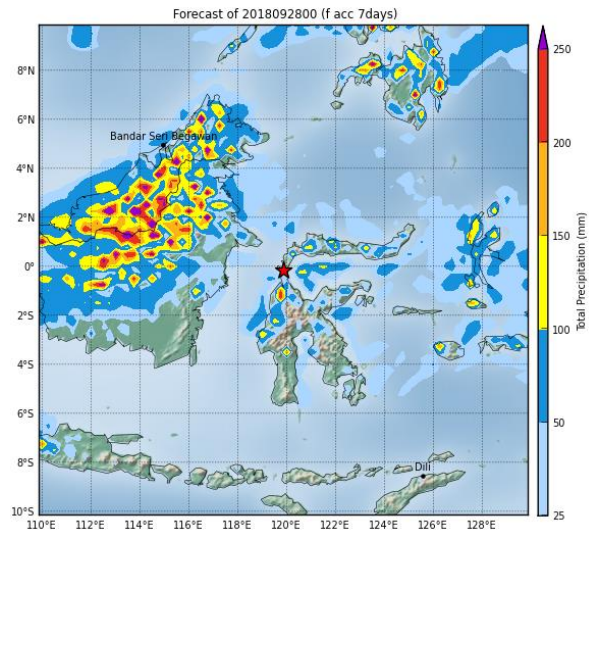 Forecast of 2018092800 (f acc 7days)
8°N
6°N
4°N
2°N
0°
2°S
4°S
6°S
8°S
10°S
110°E 112°E 114°E 116°E 118°E 120°E 122°E 124°E 126°E 128°E
Bandar Seri Begawan
Dili
250
200
150
100
50
25
Total Precipitation (mm)